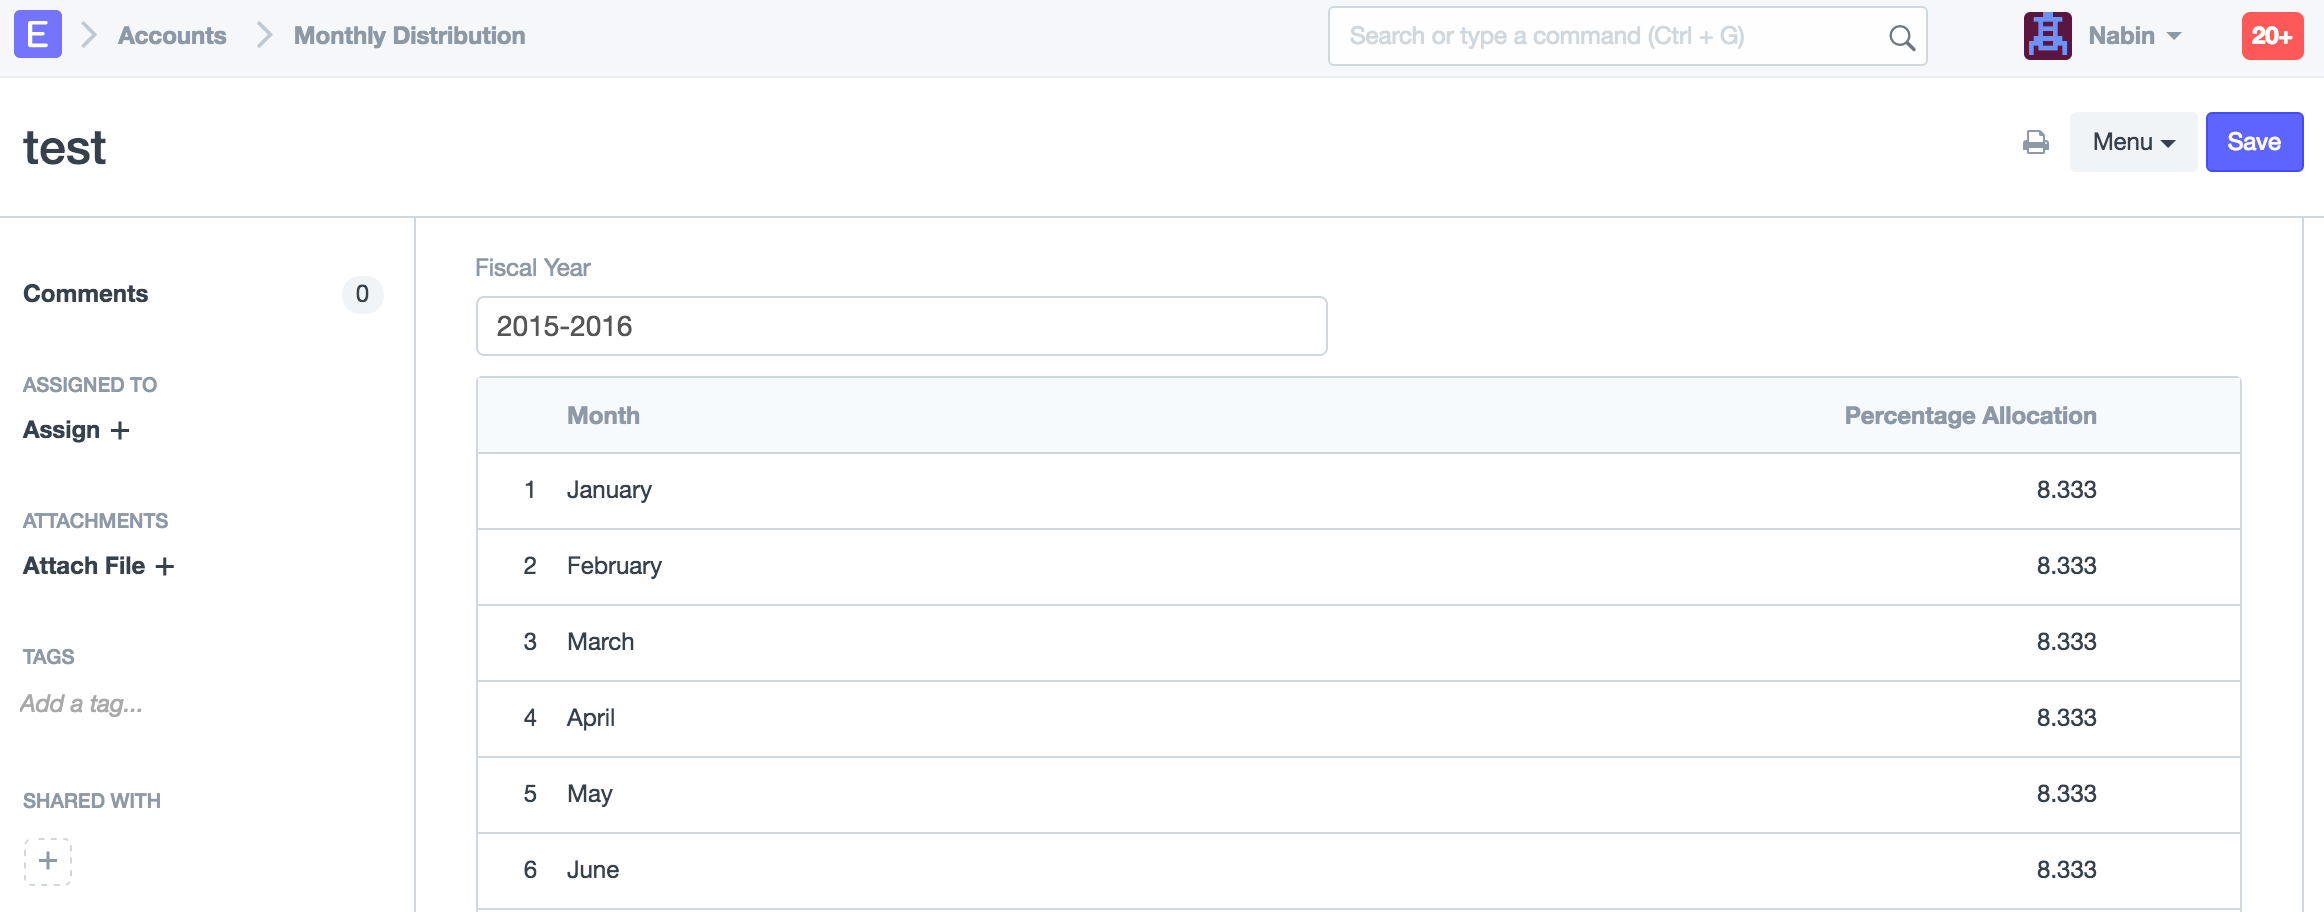 E Accounts Monthly Distribution Search or type a command (Ctrl + G) Nabin 20+
test Menu Save
Comments 0
ASSIGNED TO
Assign +
ATTACHMENTS
Attach File +
TAGS
Add a tag...
SHARED WITH
+
Fiscal Year
2015-2016
Month Percentage Allocation
1 January 8.333
2 February 8.333
3 March 8.333
4 April 8.333
5 May 8.333
6 June 8.333